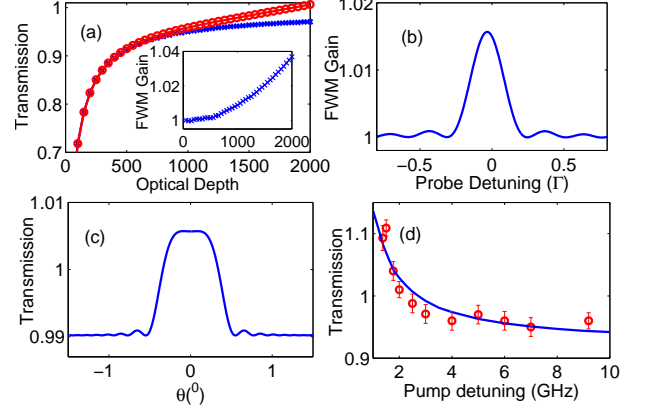 Transmission
1
0.9
0.8
0.7
(a)
0
500
1000
1500
2000
Optical Depth
FWM Gain
1.04
1.02
1
0
1000
2000
FWM Gain
1.02
1.01
1
(b)
−0.5
0
0.5
Probe Detuning (Γ)
Transmission
1.01
1
0.99
(c)
−1
0
1
θ(⁰)
Transmission
1.1
1
0.9
(d)
2
4
6
8
10
Pump detuning (GHz)